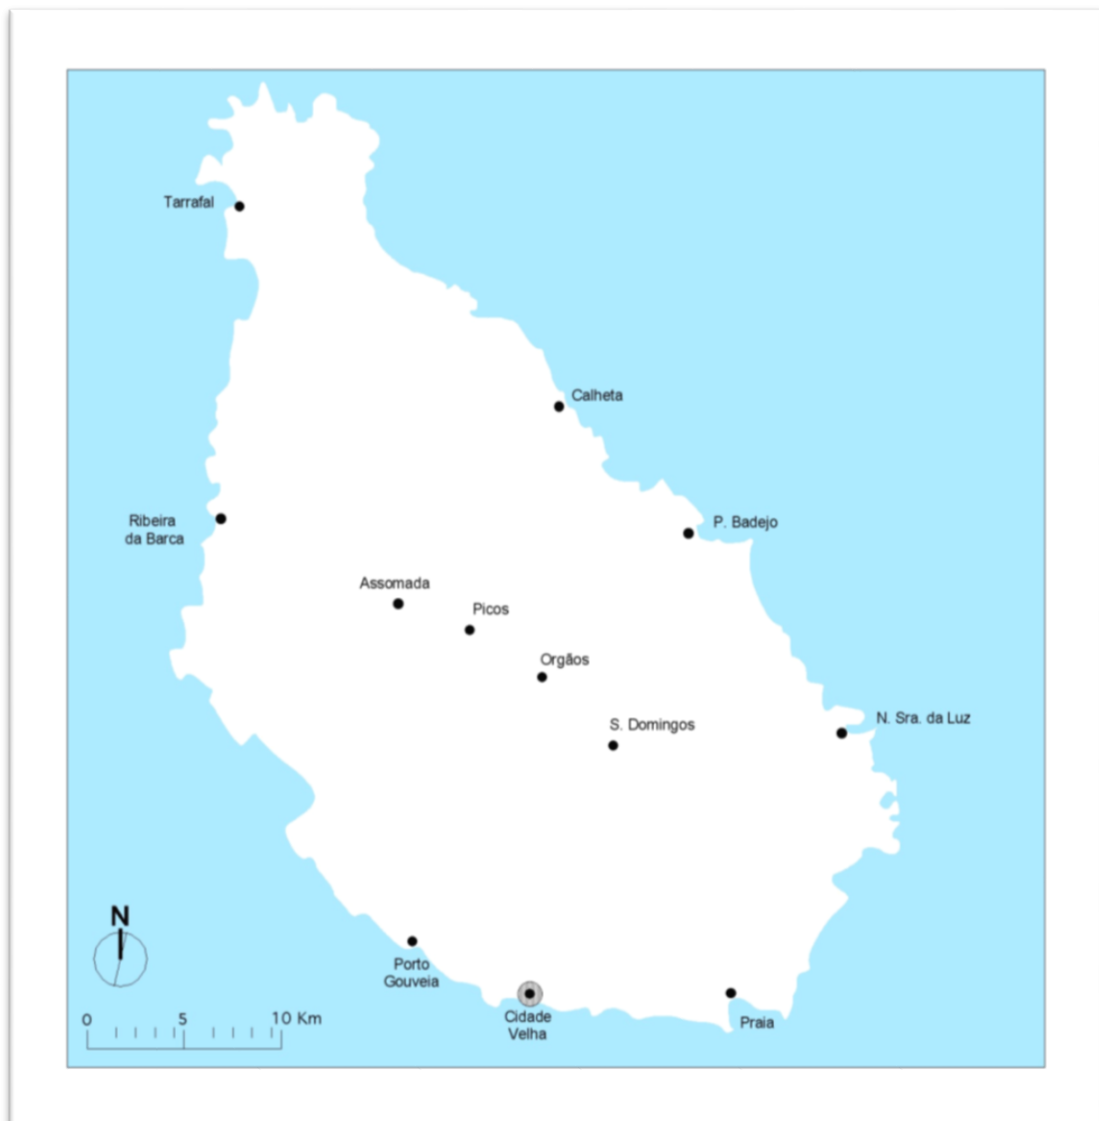 Tarrafal
Calheta
Ribeira
da Barca
P. Badejo
Assomada
Picos
Orgãos
N. Sra. da Luz
S. Domingos
N
Porto
Gouveia
Cidade
Velha
Praia
0 5 10 Km